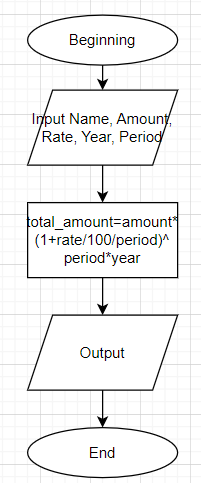 Beginning
Input Name, Amount,
Rate, Year, Period
total_amount=amount*
(1+rate/100/period)^
period*year
Output
End